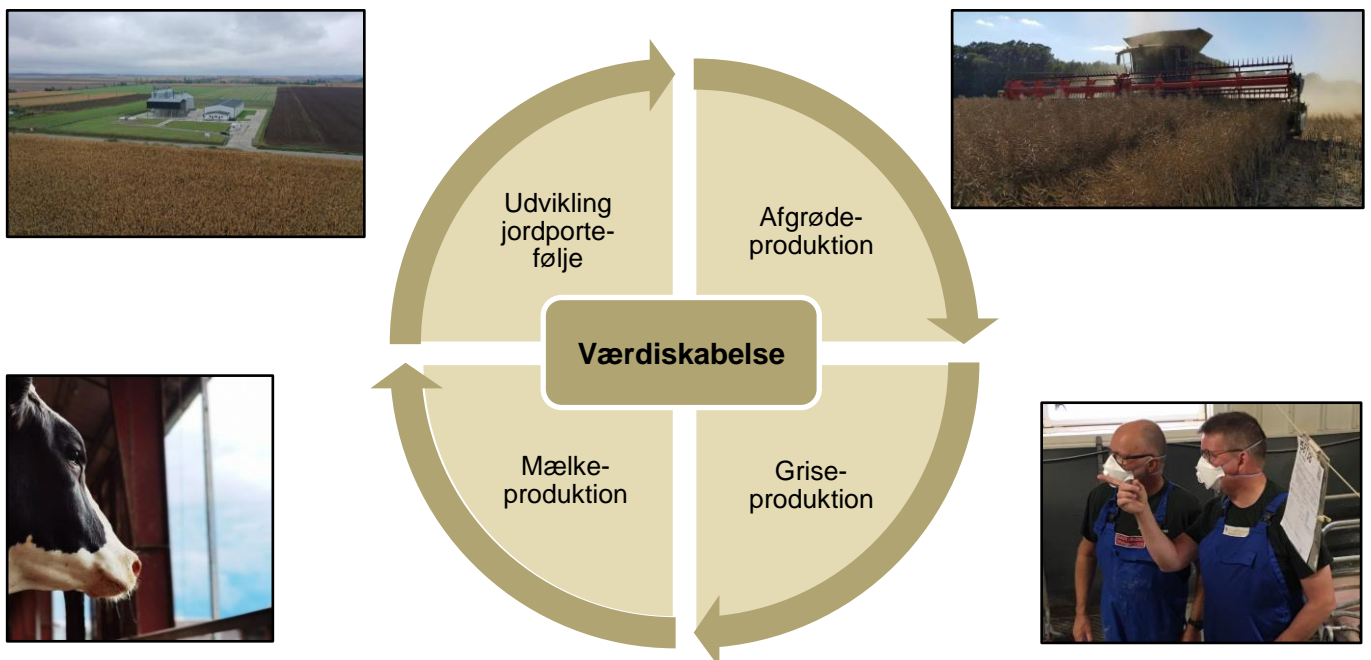 Udvikling
jordporte-
følje
Afgrøde-
produktion
Værdiskabelse
Mælke-
produktion
Grise-
produktion